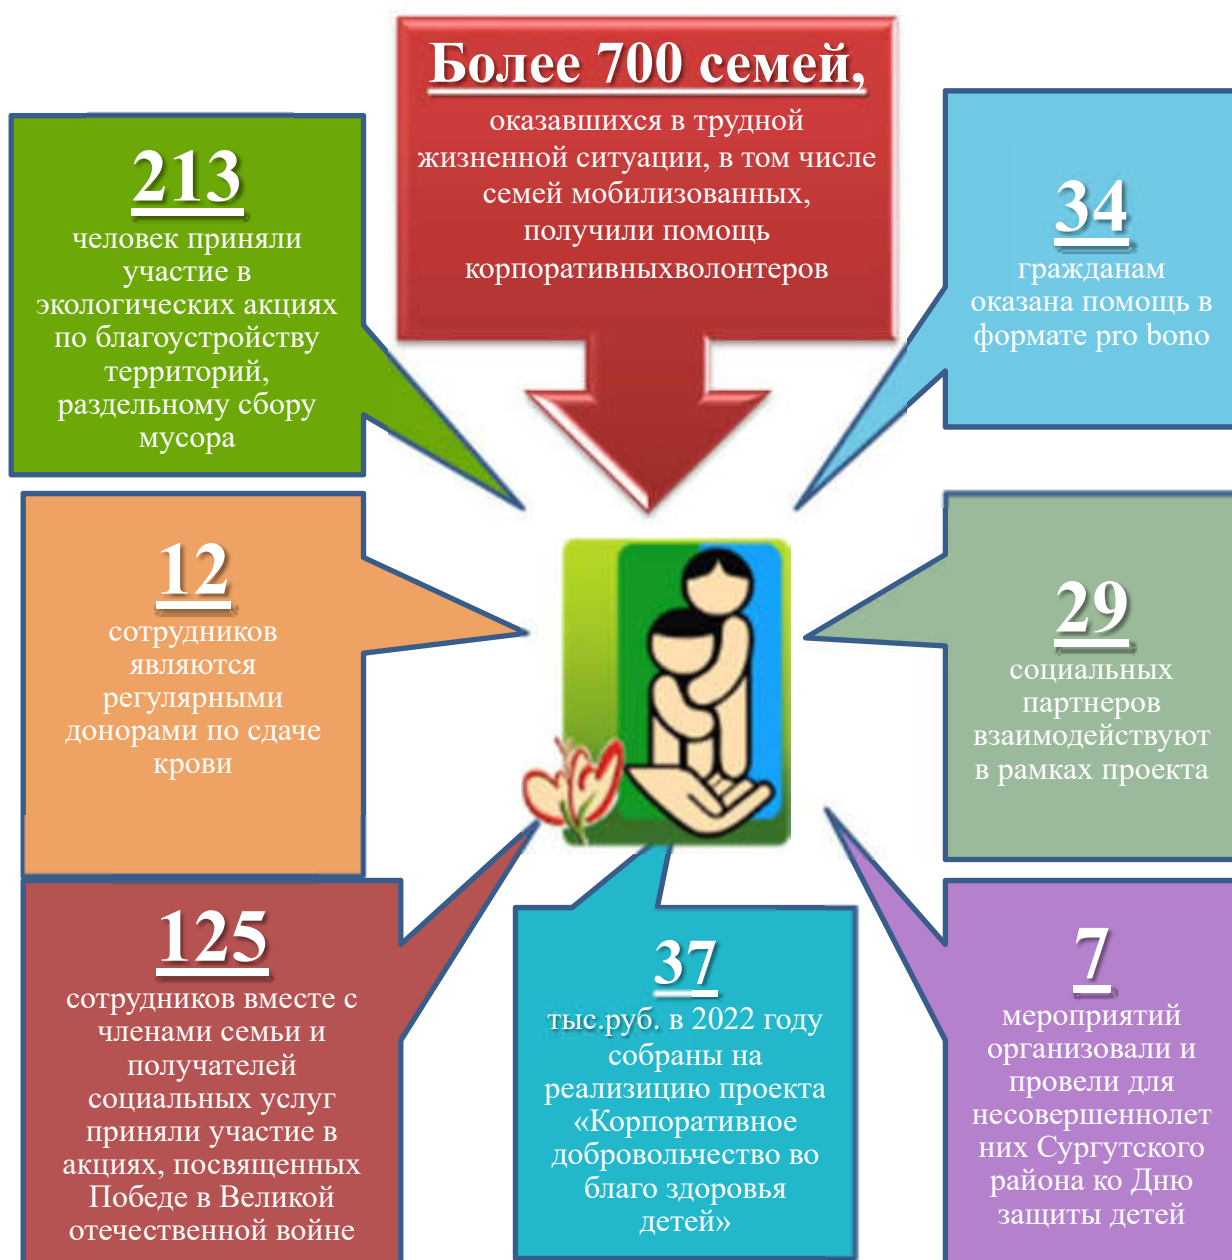 Более 700 семей,
оказавшихся в трудной
жизненной ситуации, в том числе
семей мобилизованных,
получили помощь
корпоративныхволонтеров
213
человек приняли
участие в
экологических акциях
по благоустройству
территорий,
раздельному сбору
мусора
34
гражданам
оказана помощь в
формате pro bono
12
сотрудников
являются
регулярными
донорами по сдаче
крови
29
социальных
партнеров
взаимодействуют
в рамках проекта
125
сотрудников вместе с
членами семьи и
получателей
социальных услуг
приняли участие в
акциях, посвященных
Победе в Великой
отечественной войне
37
тыс.руб. в 2022 году
собраны на
реализицию проекта
«Корпоративное
добровольчество во
благо здоровья
детей»
7
мероприятий
организовали и
провели для
несовершеннолет
них Сургутского
района ко Дню
защиты детей